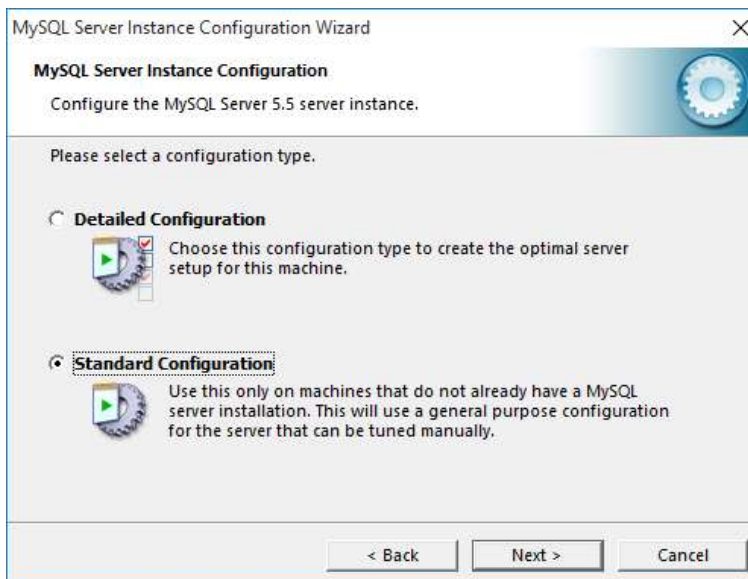 MySQL Server Instance Configuration Wizard
MySQL Server Instance Configuration
Configure the MySQL Server 5.5 server instance.
Please select a configuration type.
Detailed Configuration
Choose this configuration type to create the optimal server
setup for this machine.
Standard Configuration
Use this only on machines that do not already have a MySQL
server installation. This will use a general purpose configuration
for the server that can be tuned manually.
< Back
Next >
Cancel